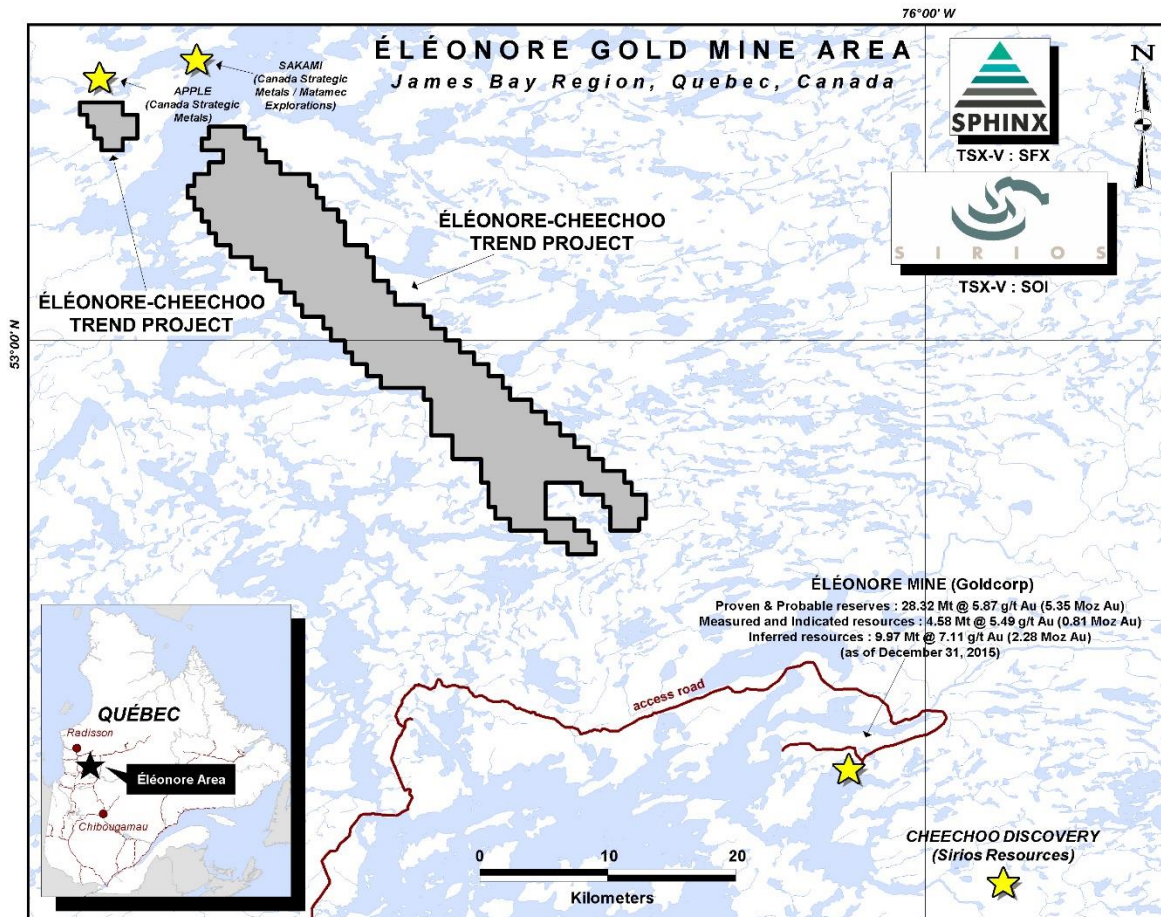 76°00' W
ÉLÉONORE GOLD MINE AREA
James Bay Region, Quebec, Canada
N
SPHINX
TSX-V : SFX
SIRIOS
TSX-V : SOI
APPLE
(Canada Strategic
Metals)
SAKAMI
(Canada Strategic
Metals / Matamec
Explorations)
ÉLÉONORE-CHEECHOO
TREND PROJECT
ÉLÉONORE-CHEECHOO
TREND PROJECT
53°00' N
ÉLÉONORE MINE (Goldcorp)
Proven & Probable reserves : 28.32 Mt @ 5.87 g/t Au (5.35 Moz Au)
Measured and Indicated resources : 4.58 Mt @ 5.49 g/t Au (0.81 Moz Au)
Inferred resources : 9.97 Mt @ 7.11 g/t Au (2.28 Moz Au)
(as of December 31, 2015)
access road
QUÉBEC
Radisson
Éléonore Area
Chibougamau
CHEECHOO DISCOVERY
(Sirios Resources)
0 10 20
Kilometers